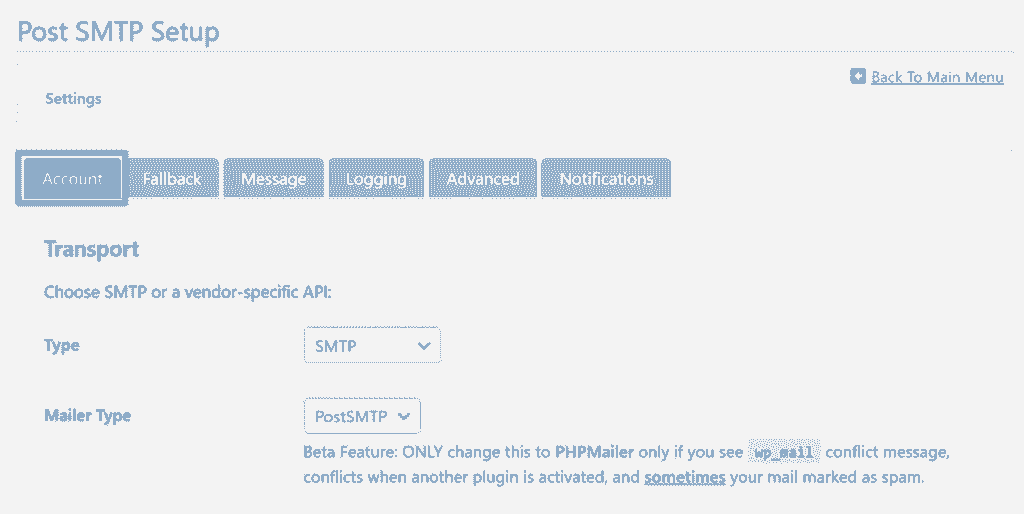 Post SMTP Setup
Back To Main Menu
Settings
Account Fallback Message Logging Advanced Notifications
Transport
Choose SMTP or a vendor-specific API:
Type SMTP
Mailer Type PostSMTP
Beta Feature: ONLY change this to PHPMailer only if you see wp_mail conflict message,
conflicts when another plugin is activated, and sometimes your mail marked as spam.